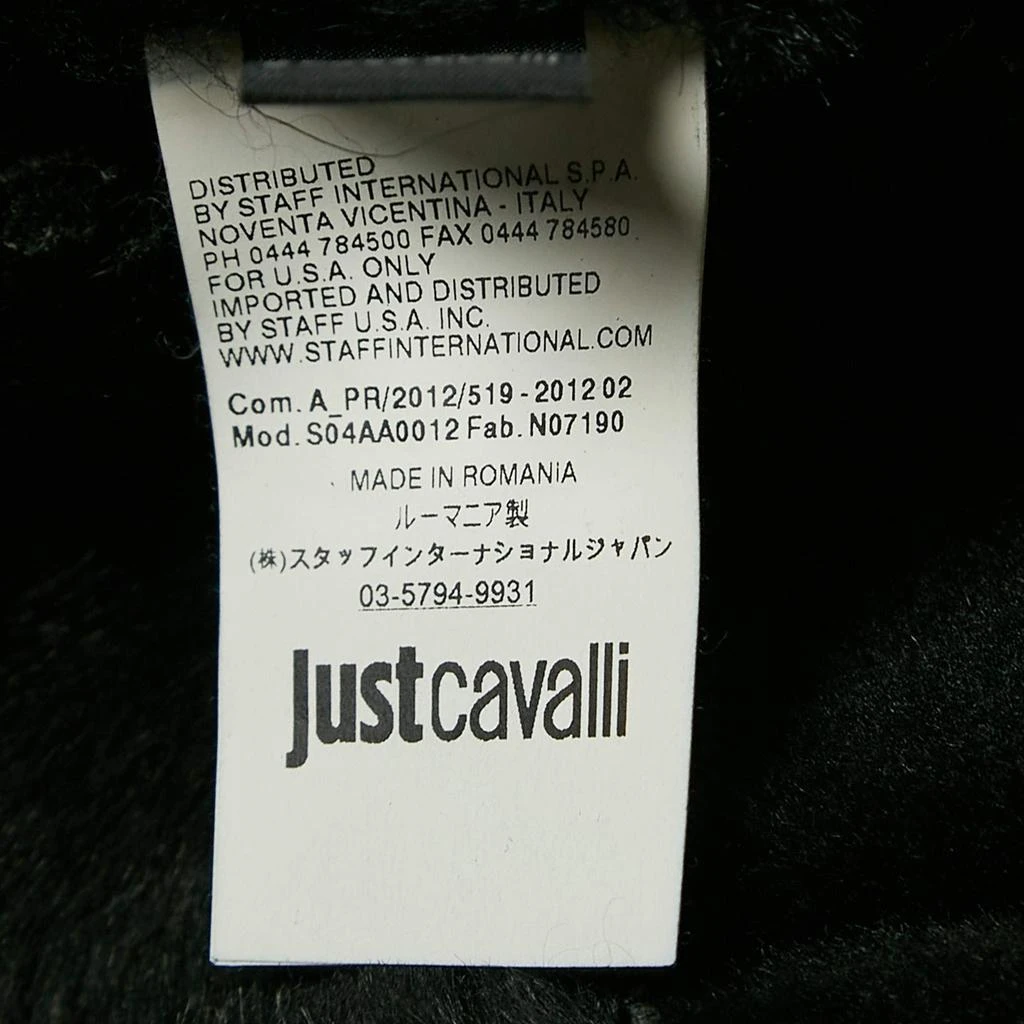 DISTRIBUTED
BY STAFF INTERNATIONAL S.P.A.
NOVENTA VICENTINA - ITALY
PH 0444 784500 FAX 0444 784580
FOR U.S.A. ONLY
IMPORTED AND DISTRIBUTED
BY STAFF U.S.A. INC.
WWW.STAFFINTERNATIONAL.COM
Com. A_PR/2012/519 - 2012 02
Mod. S04AA0012 Fab. N07190
MADE IN ROMANiA
ルーマニア製
(株)スタッフインターナショナルジャパン
03-5794-9931
Justcavalli